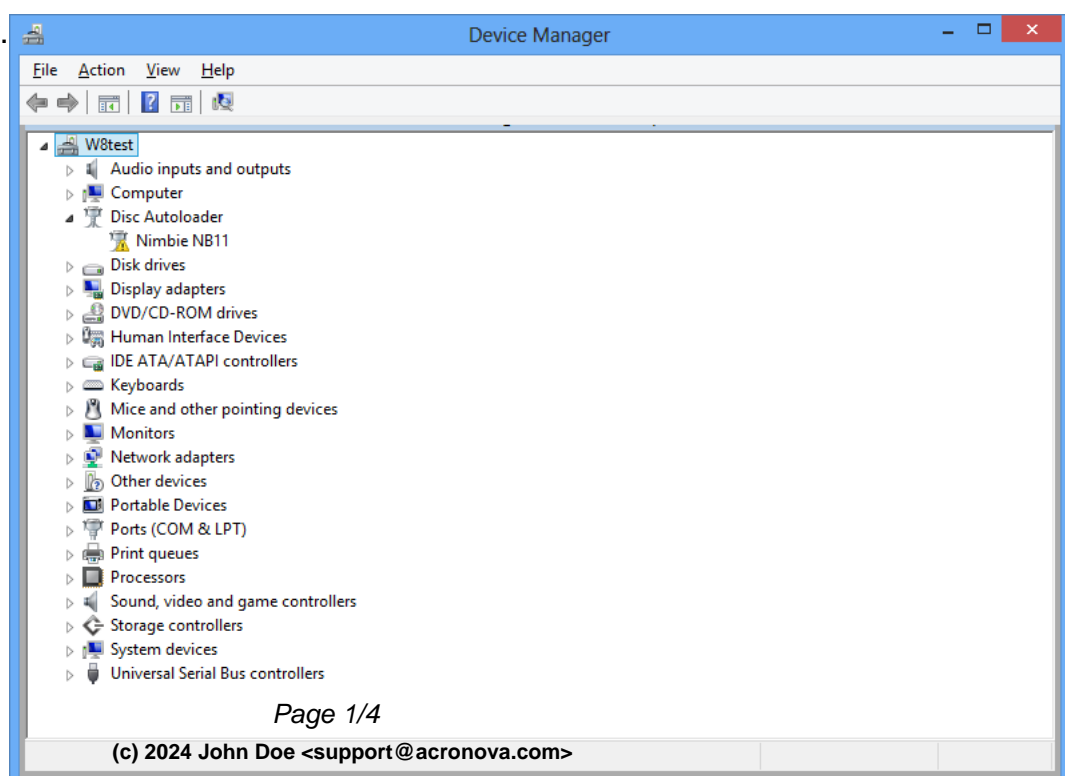 .
Device Manager
File Action View Help
W8test
Audio inputs and outputs
Computer
Disc Autoloader
Nimbie NB11
Disk drives
Display adapters
DVD/CD-ROM drives
Human Interface Devices
IDE ATA/ATAPI controllers
Keyboards
Mice and other pointing devices
Monitors
Network adapters
Other devices
Portable Devices
Ports (COM & LPT)
Print queues
Processors
Sound, video and game controllers
Storage controllers
System devices
Universal Serial Bus controllers
Page 1/4
(c) 2024 John Doe <support@acronova.com>